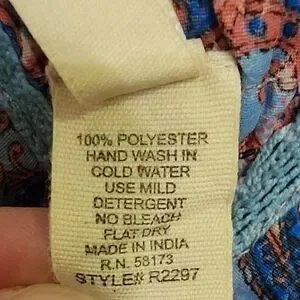 100% POLYESTER
HAND WASH IN
COLD WATER
USE MILD
DETERGENT
NO BLEACH
FLAT DRY
MADE IN INDIA
R.N. 58173
STYLE# R2297